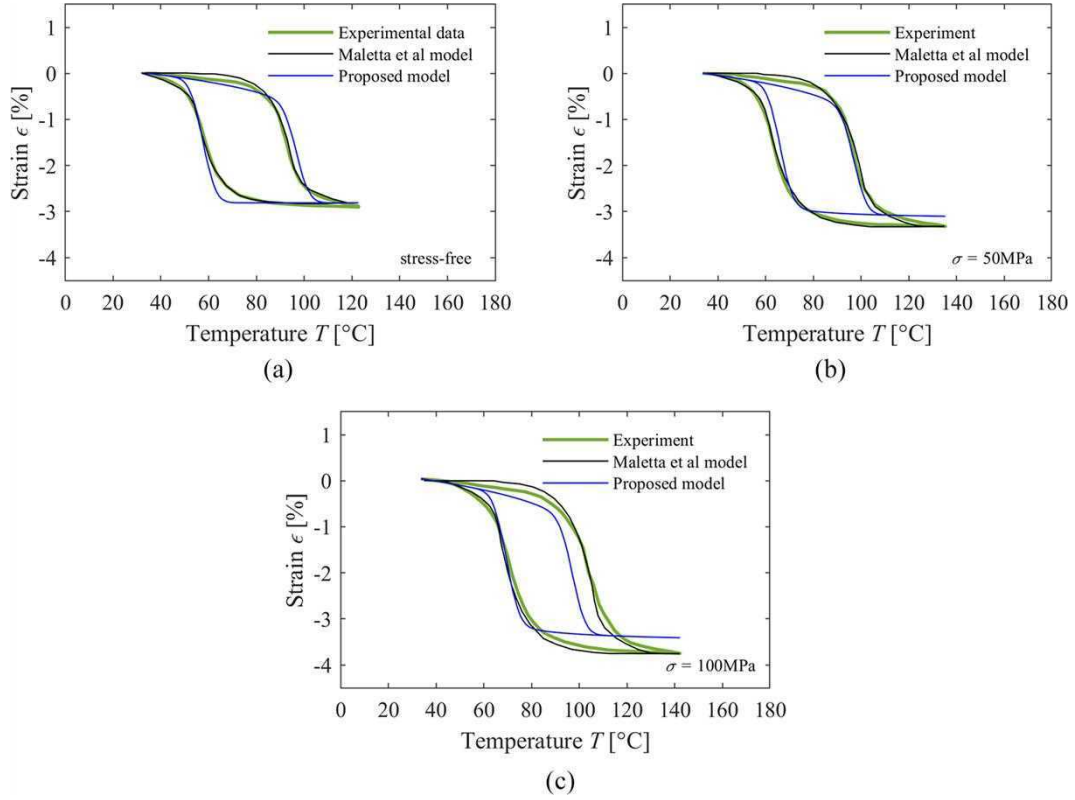 1
0
-1
-2
-3
-4
Strain ϵ [%]
Experimental data
Maletta et al model
Proposed model
stress-free
0 20 40 60 80 100 120 140 160 180
Temperature T [°C]
(a)
1
0
-1
-2
-3
-4
Strain ϵ [%]
Experiment
Maletta et al model
Proposed model
σ = 50MPa
0 20 40 60 80 100 120 140 160 180
Temperature T [°C]
(b)
1
0
-1
-2
-3
-4
Strain ϵ [%]
Experiment
Maletta et al model
Proposed model
σ = 100MPa
0 20 40 60 80 100 120 140 160 180
Temperature T [°C]
(c)